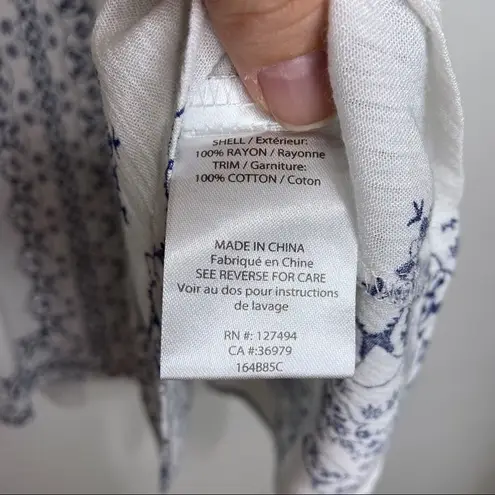 SHELL / Extérieur:
100% RAYON / Rayonne
TRIM / Garniture:
100% COTTON / Coton
MADE IN CHINA
Fabriqué en Chine
SEE REVERSE FOR CARE
Voir au dos pour instructions
de lavage
RN #: 127494
CA #:36979
164B85C